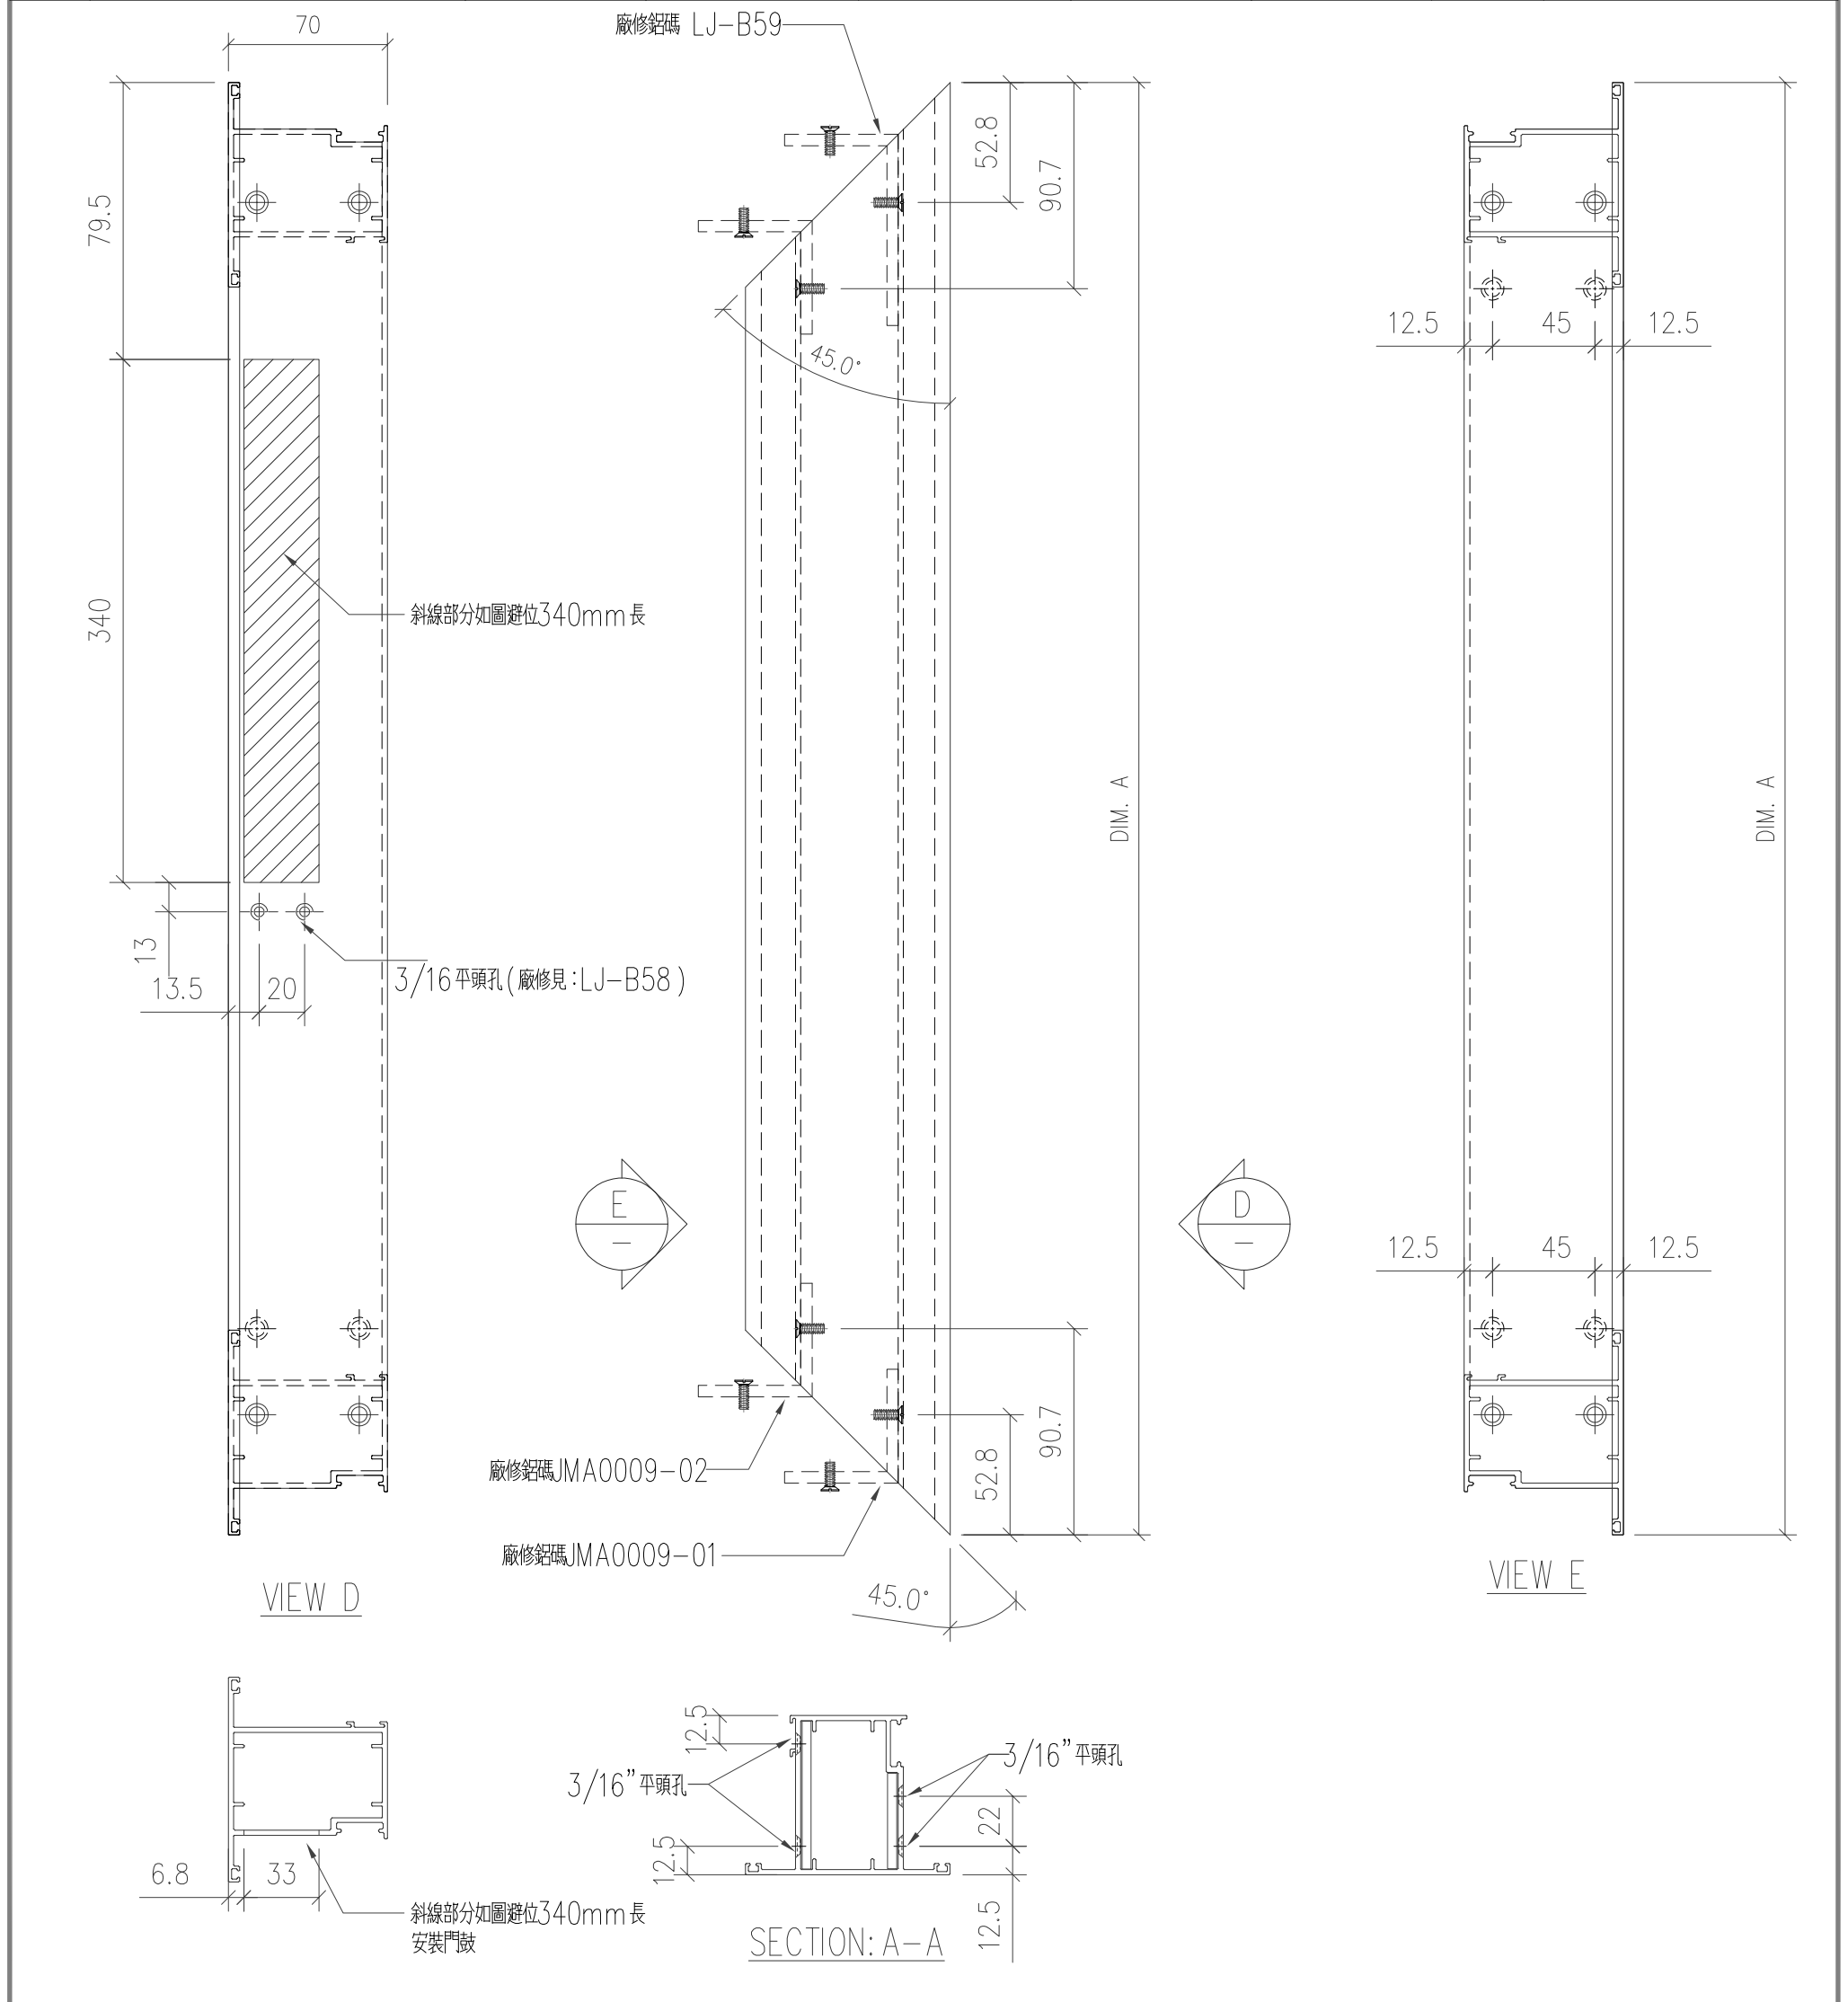 70
廠修鋁碼 LJ-B59
52.8
90.7
79.5
12.5
45
12.5
45.0°
340
斜線部分如圖避位340mm長
DIM. A
DIM. A
13
13.5
20
3/16平頭孔(廠修見:LJ-B58)
E
-
D
-
12.5
45
12.5
90.7
52.8
廠修鋁碼JMA0009-02
廠修鋁碼JMA0009-01
45.0°
VIEW D
VIEW E
12.5
3/16"平頭孔
3/16"平頭孔
22
12.5
12.5
6.8
33
斜線部分如圖避位340mm長
安裝門鼓
SECTION: A-A